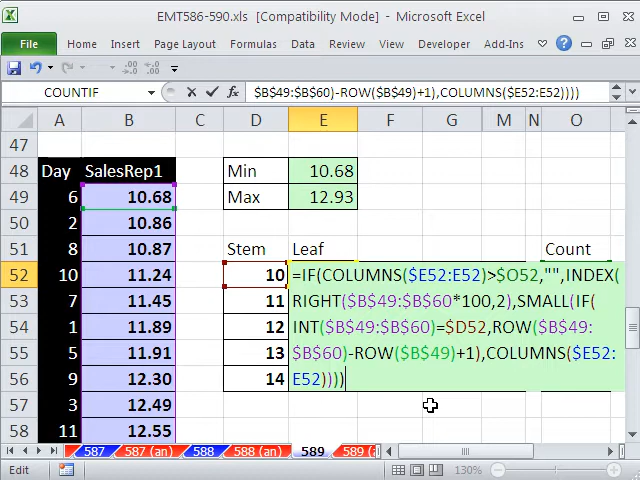 EMT586-590.xls [Compatibility Mode] - Microsoft Excel
File Home Insert Page Layout Formulas Data Review View Developer Add-Ins
COUNTIF $B$49:$B$60)-ROW($B$49)+1),COLUMNS($E52:E52))))
A B C D E F G M N O
47
48 Day SalesRep1 Min 10.68
49 6 10.68 Max 12.93
50 2 10.86
51 8 10.87 Stem Leaf Count
52 10 11.24 10 =IF(COLUMNS($E52:E52)>$O52,"",INDEX(
53 7 11.45 11 RIGHT($B$49:$B$60*100,2),SMALL(IF(
54 1 11.89 12 INT($B$49:$B$60)=$D52,ROW($B$49:
55 5 11.91 13 $B$60)-ROW($B$49)+1),COLUMNS($E52:
56 9 12.30 14 E52))))
57 3 12.49
58 11 12.55
587 587 (an) 588 588 (an) 589 589 (
Edit 130%